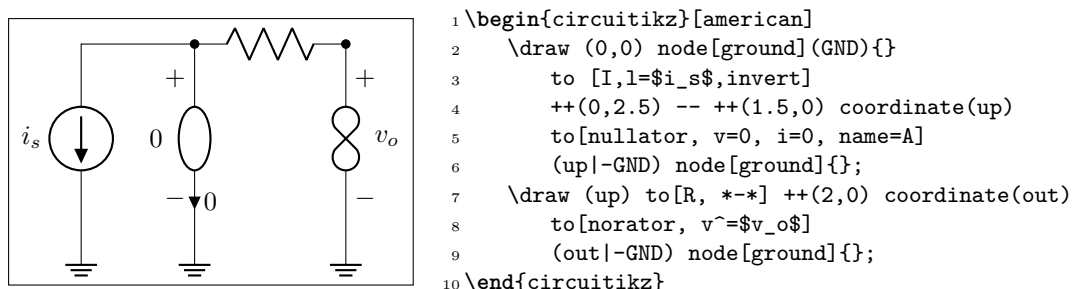 + +
i_s 0 v_o
− 0 −
1 \begin{circuitikz}[american]
2 \draw (0,0) node[ground](GND){}
3 to [I,l=$i_s$,invert]
4 ++(0,2.5) -- ++(1.5,0) coordinate(up)
5 to[nullator, v=0, i=0, name=A]
6 (up|-GND) node[ground]{};
7 \draw (up) to[R, *-*] ++(2,0) coordinate(out)
8 to[norator, v^=$v_o$]
9 (out|-GND) node[ground]{};
10 \end{circuitikz}